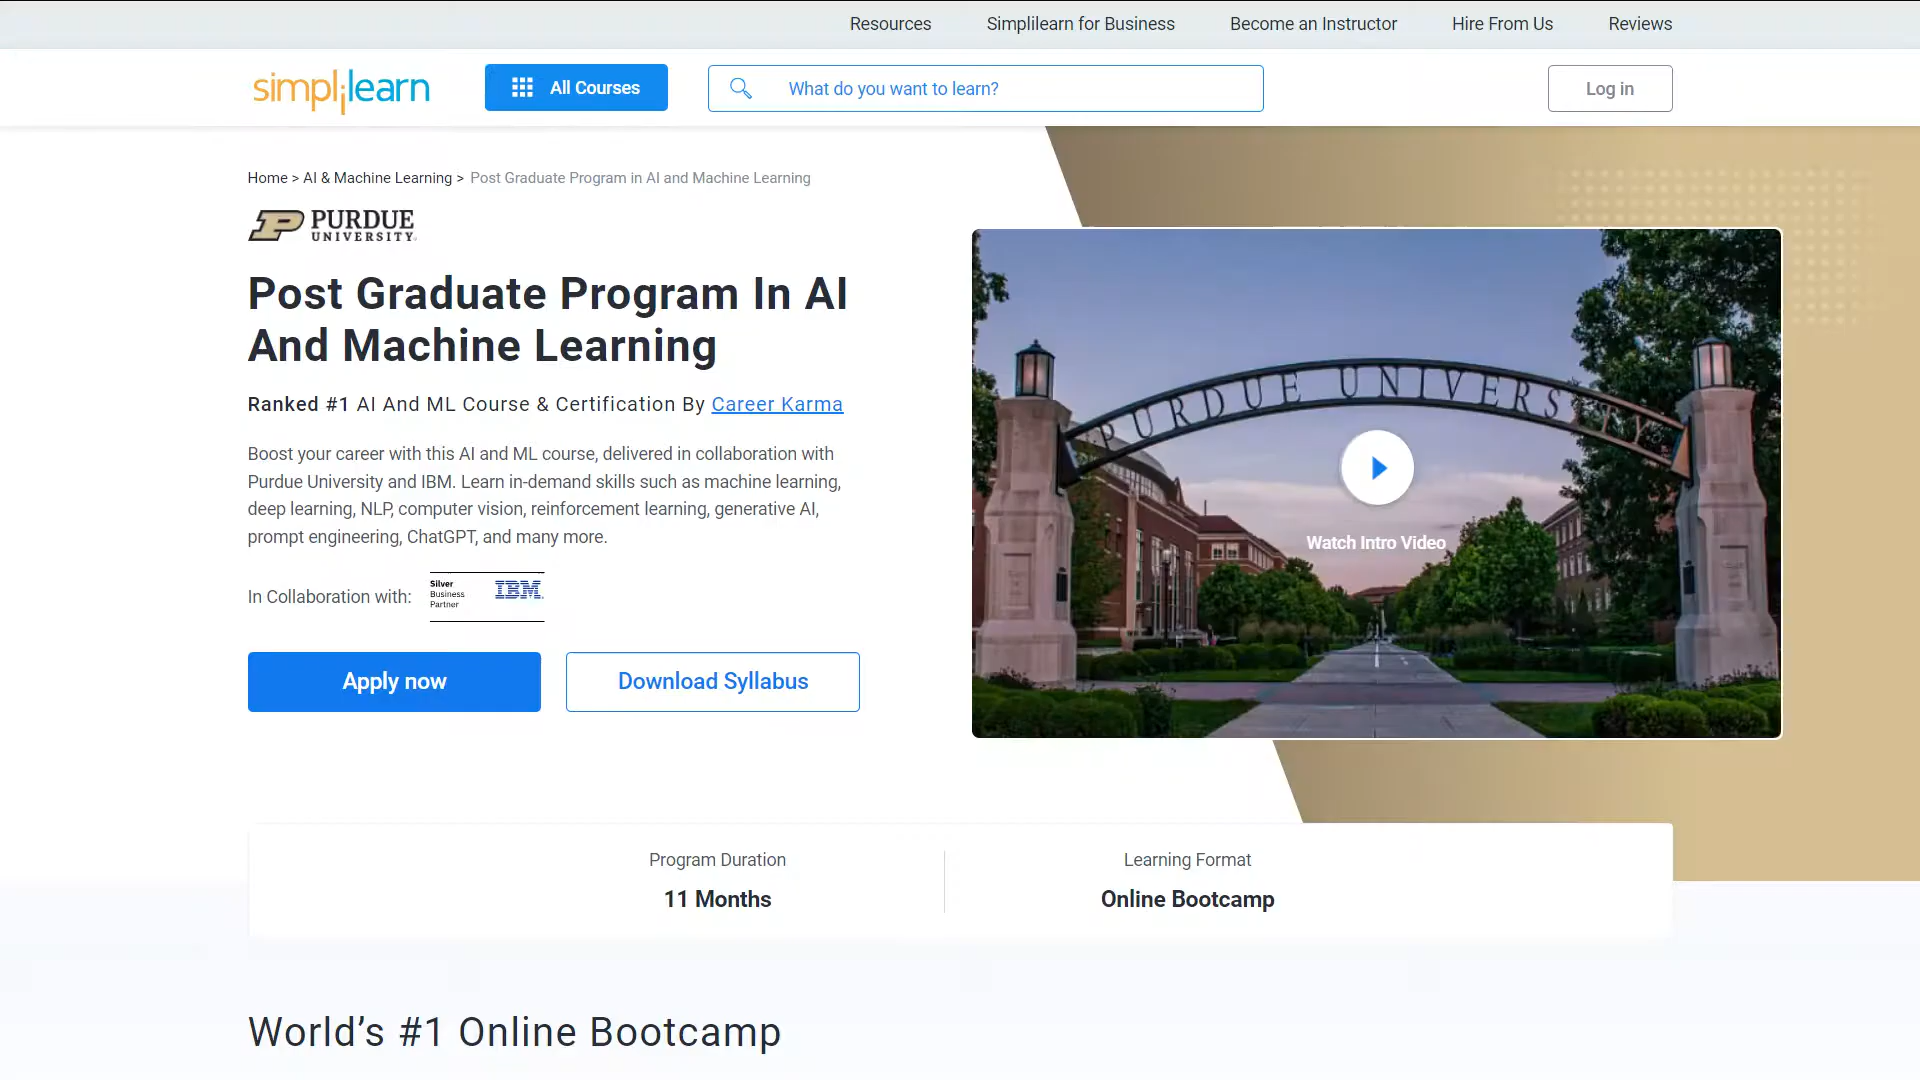 Resources Simplilearn for Business Become an Instructor Hire From Us Reviews
simplilearn All Courses What do you want to learn? Log in
Home > AI & Machine Learning > Post Graduate Program in AI and Machine Learning
PURDUE
UNIVERSITY
Post Graduate Program In AI
And Machine Learning
Ranked #1 AI And ML Course & Certification By Career Karma
Boost your career with this AI and ML course, delivered in collaboration with
Purdue University and IBM. Learn in-demand skills such as machine learning,
deep learning, NLP, computer vision, reinforcement learning, generative AI,
prompt engineering, ChatGPT, and many more.
In Collaboration with:
Silver
Business
Partner
IBM
Apply now Download Syllabus
PURDUE UNIVERSITY
Watch Intro Video
Program Duration
11 Months
Learning Format
Online Bootcamp
World’s #1 Online Bootcamp